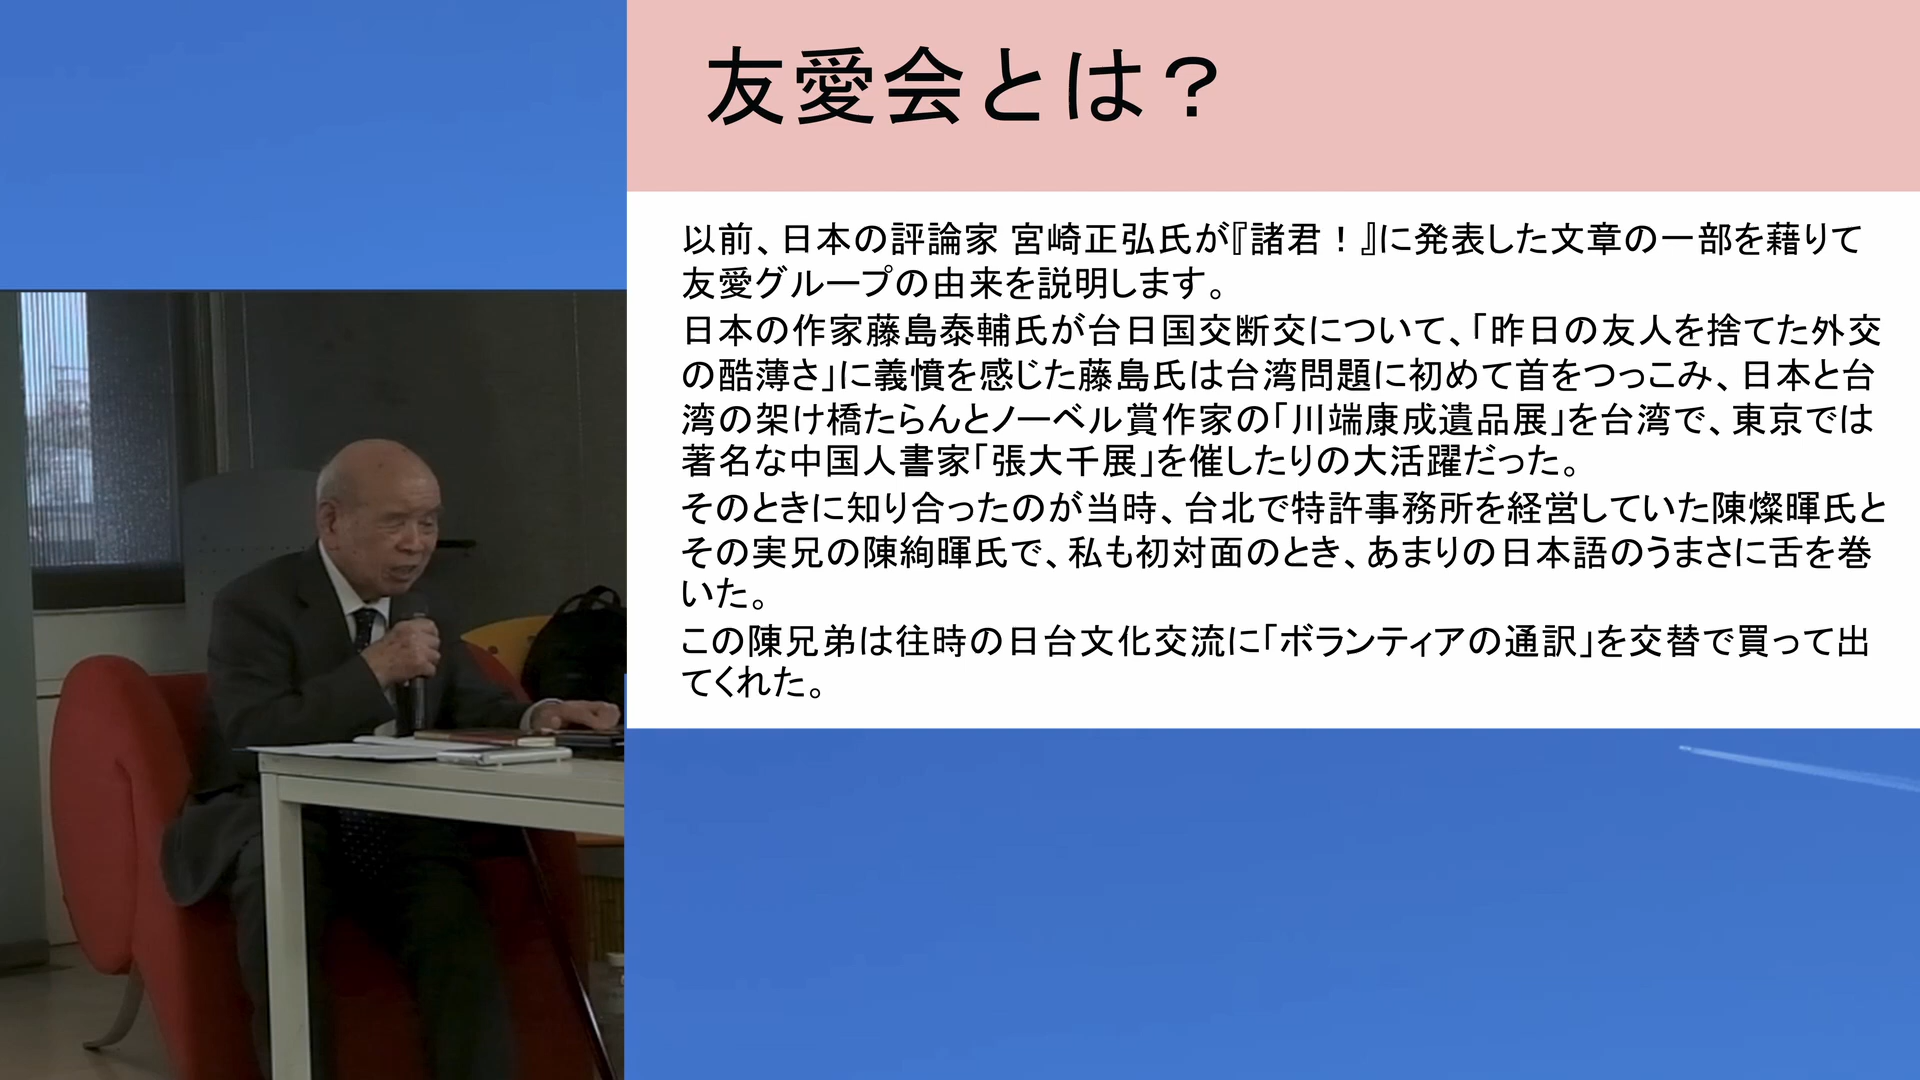 友愛会とは？
以前、日本の評論家 宮崎正弘氏が『諸君！』に発表した文章の一部を藉りて
友愛グループの由来を説明します。
日本の作家藤島泰輔氏が台日国交断交について、「昨日の友人を捨てた外交
の酷薄さ」に義憤を感じた藤島氏は台湾問題に初めて首をつっこみ、日本と台
湾の架け橋たらんとノーベル賞作家の「川端康成遺品展」を台湾で、東京では
著名な中国人書家「張大千展」を催したりの大活躍だった。
そのときに知り合ったのが当時、台北で特許事務所を経営していた陳燦暉氏と
その実兄の陳絢暉氏で、私も初対面のとき、あまりの日本語のうまさに舌を巻
いた。
この陳兄弟は往時の日台文化交流に「ボランティアの通訳」を交替で買って出
てくれた。